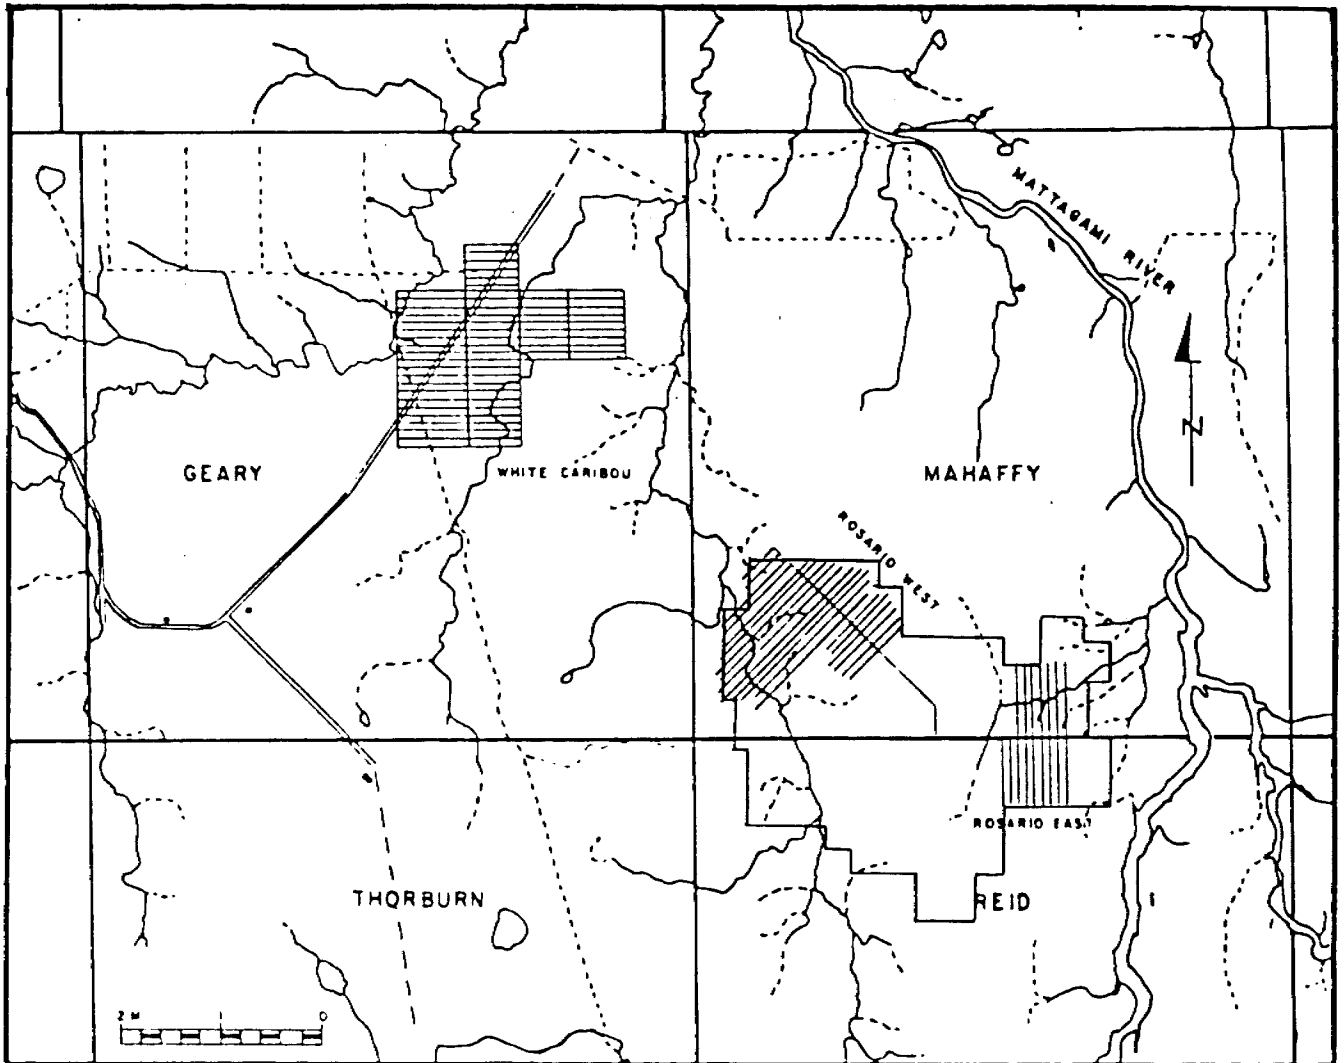 MATTAGAMI RIVER
GEARY
WHITE CARIBOU
MAHAFFY
N
ROSARIO WEST
ROSARIO EAST
THORBURN
REID
2 M 1 0